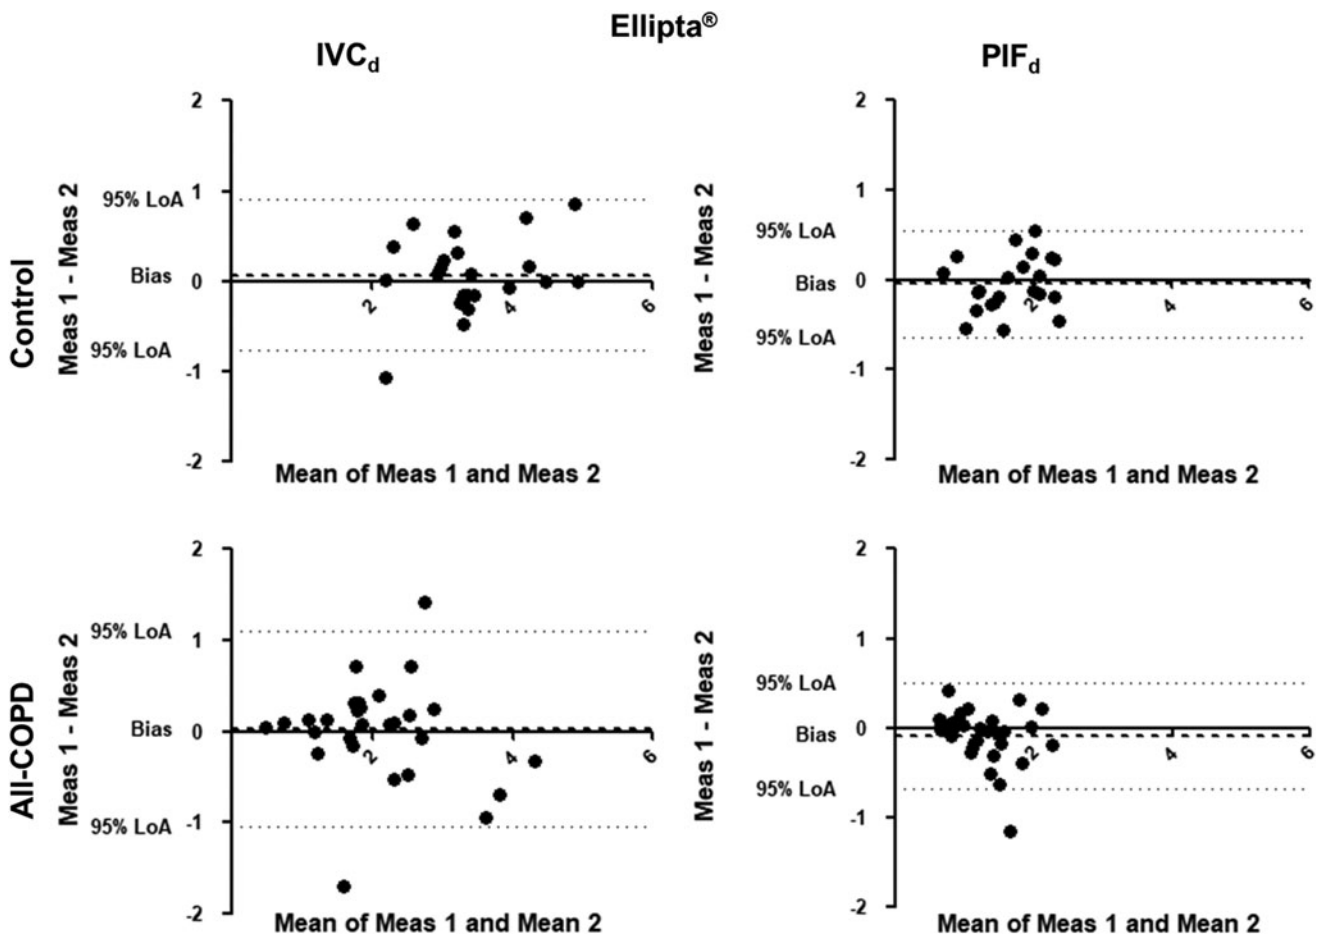 Ellipta®
IVCd
PIFd
Control
Meas 1 - Meas 2
2
1
0
-1
-2
95% LoA
Bias
95% LoA
2
4
6
Mean of Meas 1 and Meas 2
Meas 1 - Meas 2
2
1
0
-1
-2
95% LoA
Bias
95% LoA
2
4
6
Mean of Meas 1 and Meas 2
All-COPD
Meas 1 - Meas 2
2
1
0
-1
-2
95% LoA
Bias
95% LoA
2
4
6
Mean of Meas 1 and Mean 2
Meas 1 - Meas 2
2
1
0
-1
-2
95% LoA
Bias
95% LoA
2
4
6
Mean of Meas 1 and Mean 2